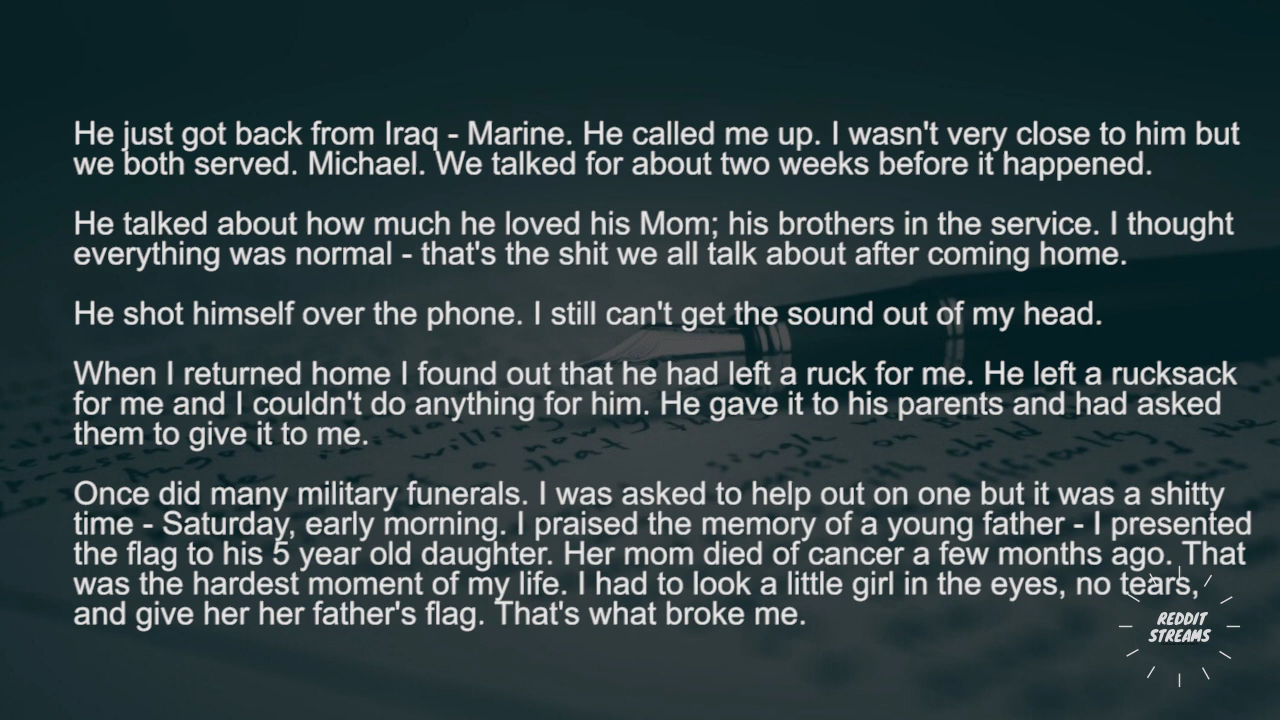 He just got back from Iraq - Marine. He called me up. I wasn't very close to him but
we both served. Michael. We talked for about two weeks before it happened.
He talked about how much he loved his Mom; his brothers in the service. I thought
everything was normal - that's the shit we all talk about after coming home.
He shot himself over the phone. I still can't get the sound out of my head.
When I returned home I found out that he had left a ruck for me. He left a rucksack
for me and I couldn't do anything for him. He gave it to his parents and had asked
them to give it to me.
Once did many military funerals. I was asked to help out on one but it was a shitty
time - Saturday, early morning. I praised the memory of a young father - I presented
the flag to his 5 year old daughter. Her mom died of cancer a few months ago. That
was the hardest moment of my life. I had to look a little girl in the eyes, no tears,
and give her her father's flag. That's what broke me.
REDDIT
STREAMS